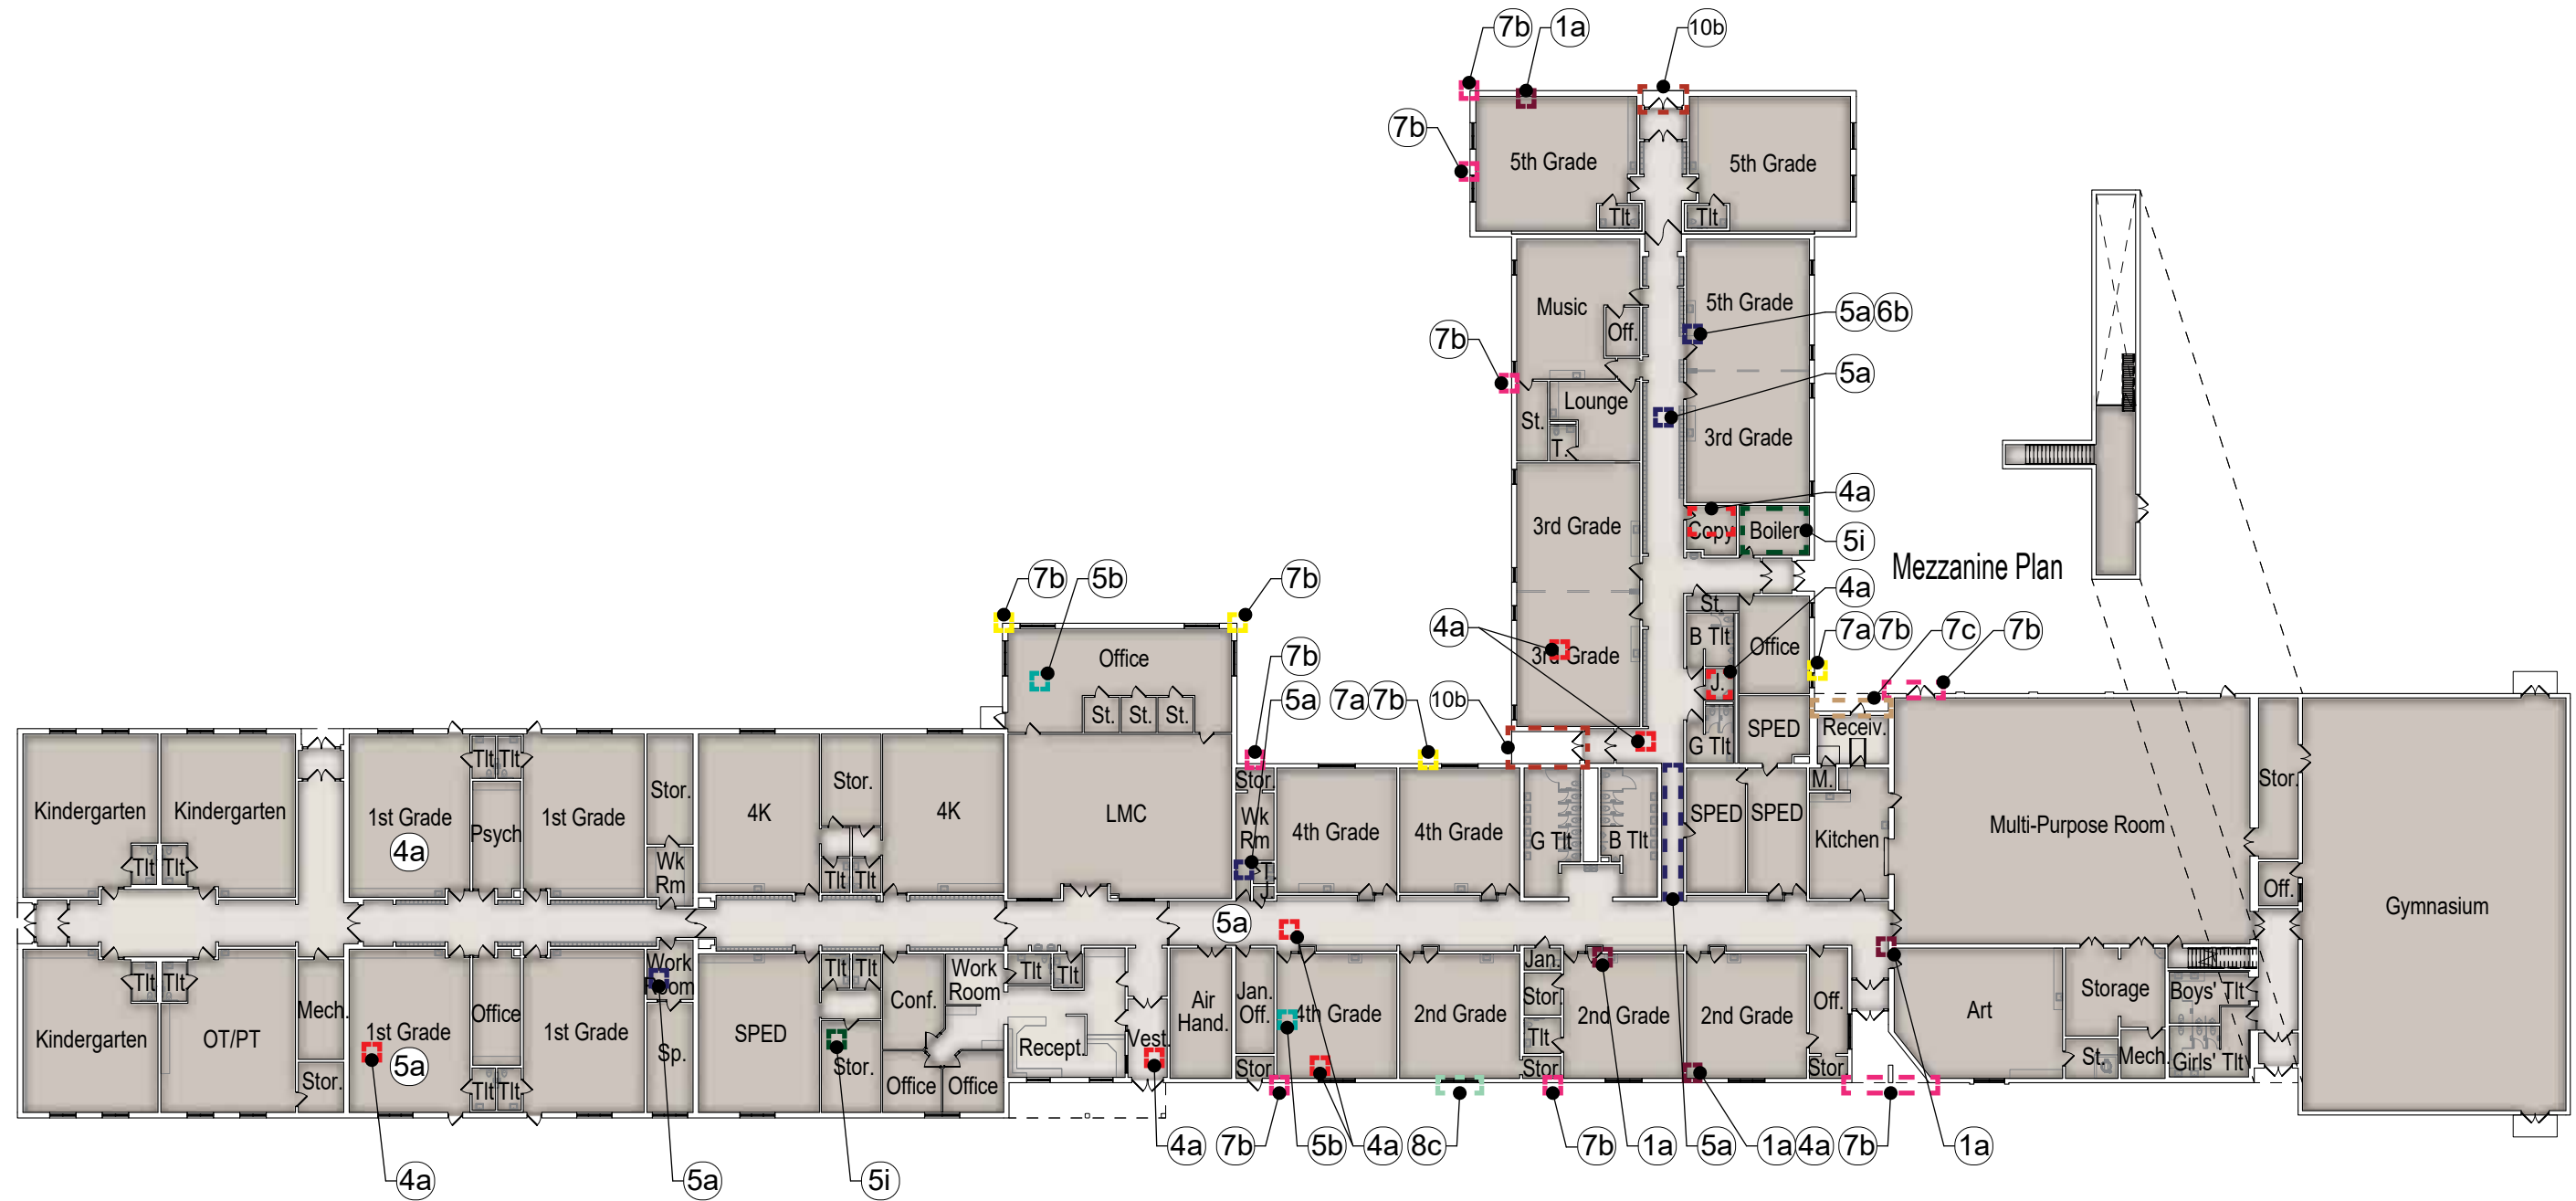 7b
1a
10b
7b
5th Grade
5th Grade
Tlt
Tlt
Music
5th Grade
5a
6b
Off.
7b
5a
Lounge
St.
T.
3rd Grade
4a
3rd Grade
Copy
Boiler
5i
Mezzanine Plan
7b
5b
7b
4a
St.
4a
B Tlt
Office
7a
7b
7c
7b
7b
Office
3rd Grade
J.
5a
7a
7b
10b
St.
St.
St.
G Tlt
SPED
Receiv.
Tlt
Tlt
Stor.
M.
Stor.
Stor.
Stor.
Kindergarten
Kindergarten
1st Grade
Psych
1st Grade
4K
4K
LMC
Wk
Rm
4th Grade
4th Grade
G Tlt
B Tlt
SPED
SPED
Kitchen
Multi-Purpose Room
4a
Tlt
Tlt
Wk
Rm
Tlt
Tlt
T.
J.
Off.
Gymnasium
5a
Tlt
Tlt
Work
Room
Tlt
Tlt
Work
Room
Tlt
Tlt
Jan.
Conf.
Storage
Boys' Tlt
Mech.
Stor.
Jan.
Off.
Off.
Air
Hand.
Kindergarten
OT/PT
1st Grade
Office
1st Grade
SPED
4th Grade
2nd Grade
2nd Grade
2nd Grade
Art
5a
Sp.
Stor.
Recept.
Vest.
Tlt
St.
Mech.
Girls' Tlt
Stor.
Tlt
Tlt
Office
Office
Stor
Stor
Stor
4a
5a
5i
4a
7b
5b
4a
8c
7b
1a
5a
1a
4a
7b
1a